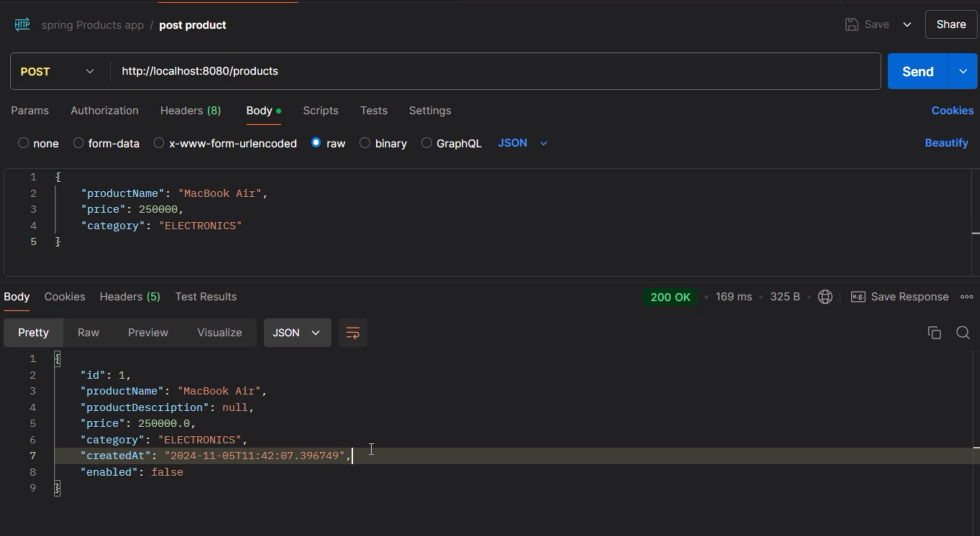 HTTP spring Products app / post product Save Share
POST http://localhost:8080/products Send
Params Authorization Headers (8) Body Scripts Tests Settings Cookies
none form-data x-www-form-urlencoded raw binary GraphQL JSON Beautify
1 {
2 "productName": "MacBook Air",
3 "price": 250000,
4 "category": "ELECTRONICS"
5 }
Body Cookies Headers (5) Test Results 200 OK 169 ms 325 B e.g. Save Response
Pretty Raw Preview Visualize JSON
1 {
2 "id": 1,
3 "productName": "MacBook Air",
4 "productDescription": null,
5 "price": 250000.0,
6 "category": "ELECTRONICS",
7 "createdAt": "2024-11-05T11:42:07.396749",
8 "enabled": false
9 }